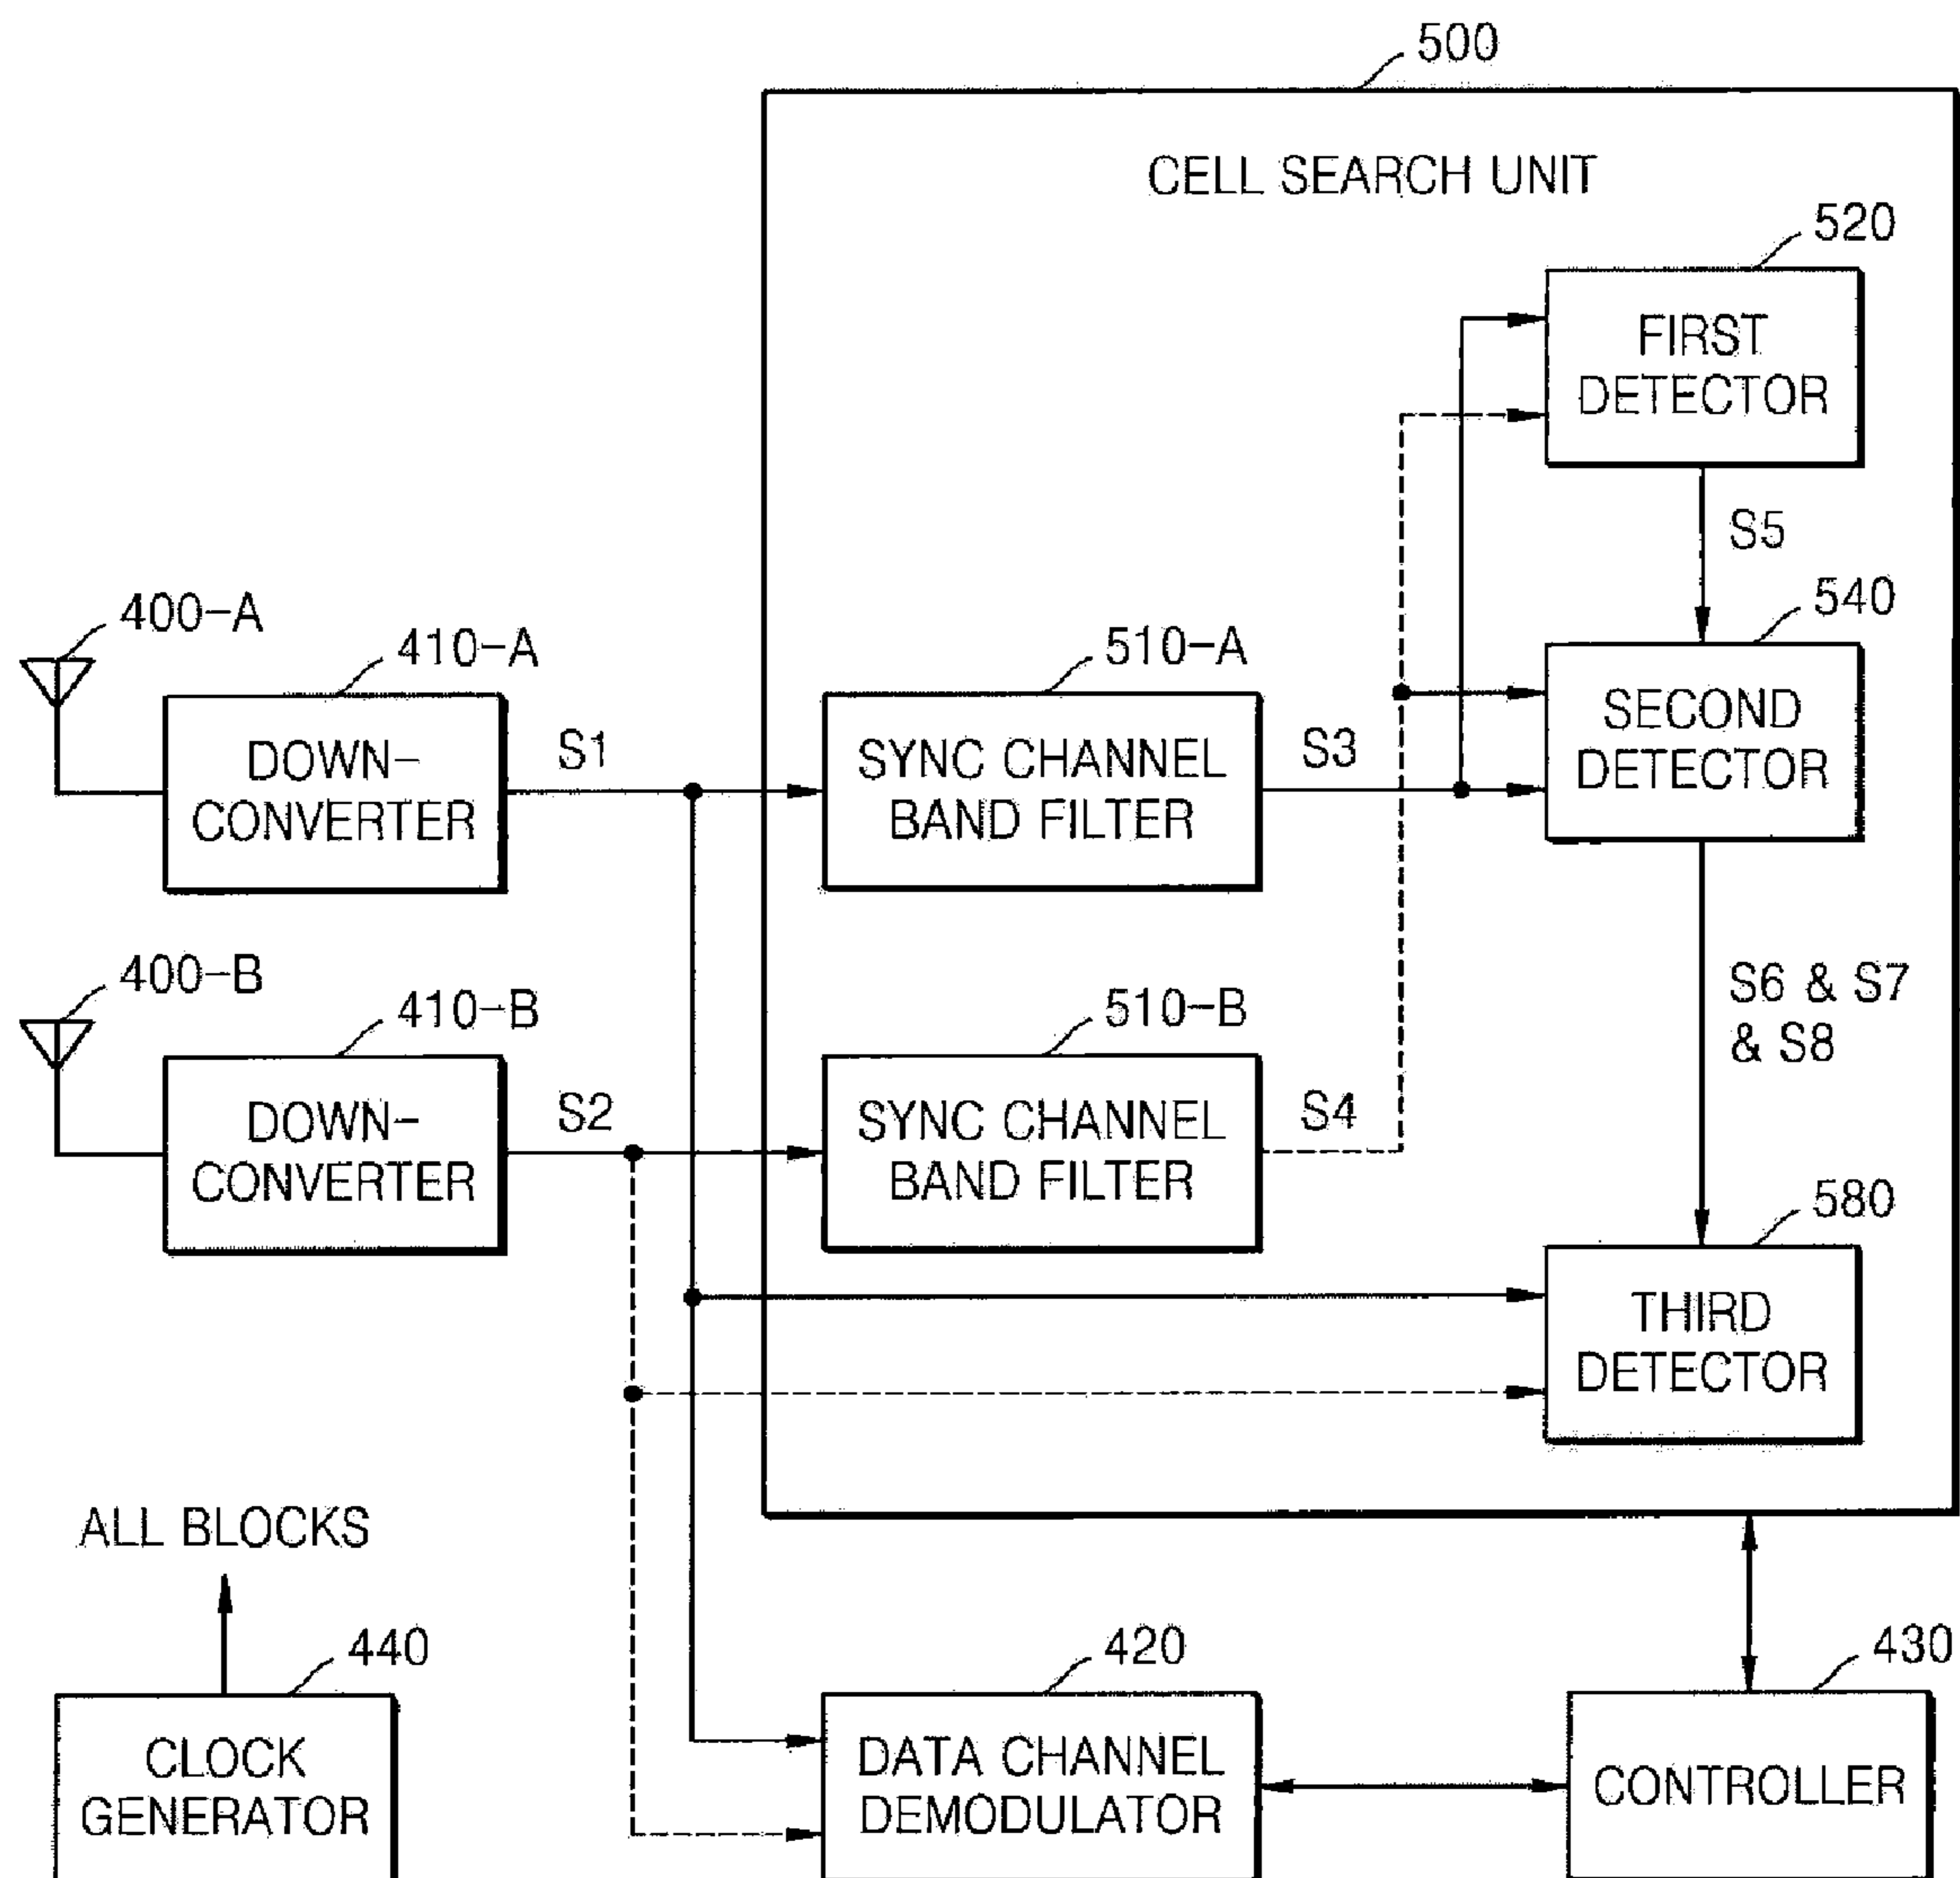 500
CELL SEARCH UNIT
520
FIRST
DETECTOR
S5
400-A
410-A
510-A
540
DOWN-
CONVERTER
S1
SYNC CHANNEL
BAND FILTER
S3
SECOND
DETECTOR
400-B
410-B
510-B
S6 & S7
& S8
DOWN-
CONVERTER
S2
SYNC CHANNEL
BAND FILTER
S4
580
THIRD
DETECTOR
ALL BLOCKS
440
420
430
CLOCK
GENERATOR
DATA CHANNEL
DEMODULATOR
CONTROLLER